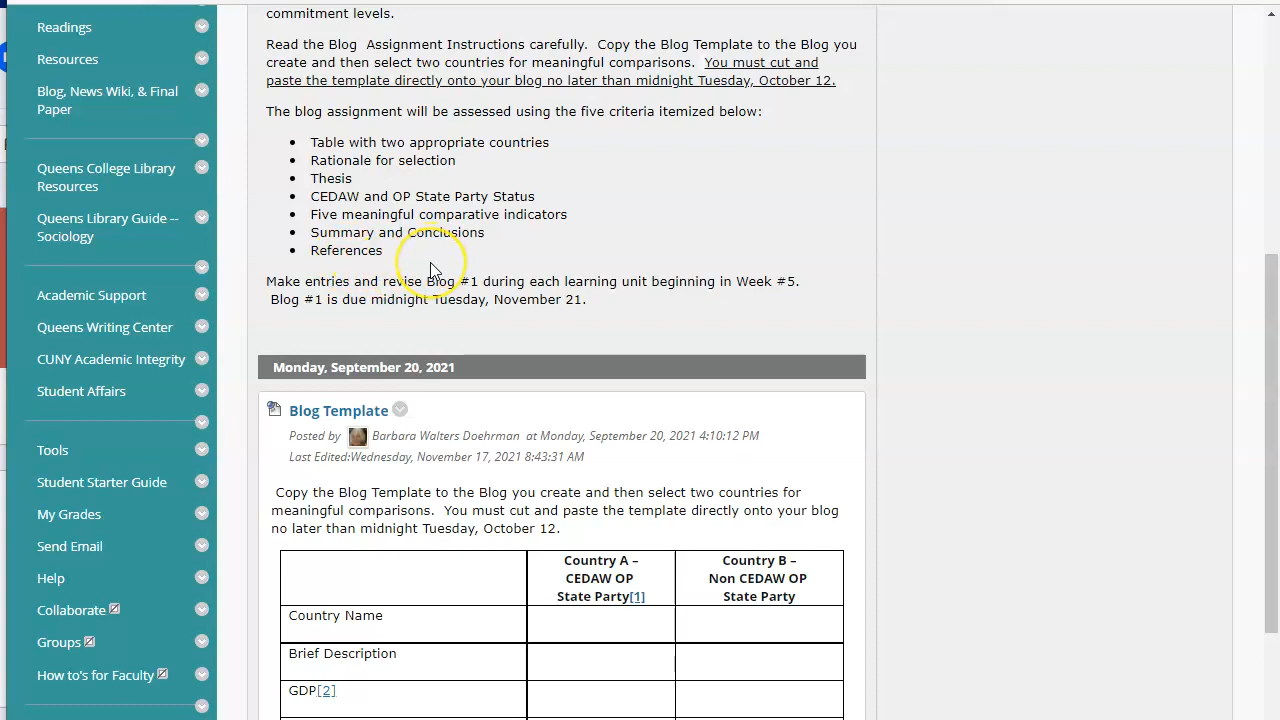 Readings
Resources
Blog, News Wiki, & Final
Paper
Queens College Library
Resources
Queens Library Guide --
Sociology
Academic Support
Queens Writing Center
CUNY Academic Integrity
Student Affairs
Tools
Student Starter Guide
My Grades
Send Email
Help
Collaborate
Groups
How to's for Faculty
commitment levels.
Read the Blog  Assignment Instructions carefully.  Copy the Blog Template to the Blog you
create and then select two countries for meaningful comparisons.  You must cut and
paste the template directly onto your blog no later than midnight Tuesday, October 12.
The blog assignment will be assessed using the five criteria itemized below:
• Table with two appropriate countries
• Rationale for selection
• Thesis
• CEDAW and OP State Party Status
• Five meaningful comparative indicators
• Summary and Conclusions
• References
Make entries and revise Blog #1 during each learning unit beginning in Week #5.
Blog #1 is due midnight Tuesday, November 21.
Monday, September 20, 2021
Blog Template
Posted by Barbara Walters Doehrman  at Monday, September 20, 2021 4:10:12 PM
Last Edited:Wednesday, November 17, 2021 8:43:31 AM
Copy the Blog Template to the Blog you create and then select two countries for
meaningful comparisons.  You must cut and paste the template directly onto your blog
no later than midnight Tuesday, October 12.
Country A –
CEDAW OP
State Party[1]
Country B –
Non CEDAW OP
State Party
Country Name
Brief Description
GDP[2]